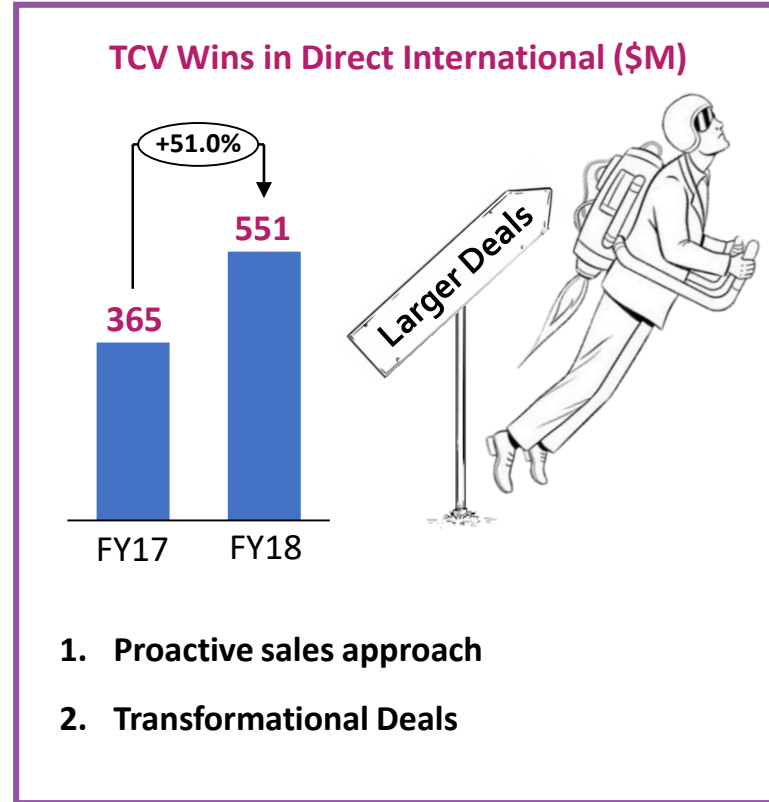 TCV Wins in Direct International ($M)
+51.0%
551
365
Larger Deals
FY17
FY18
1. Proactive sales approach
2. Transformational Deals